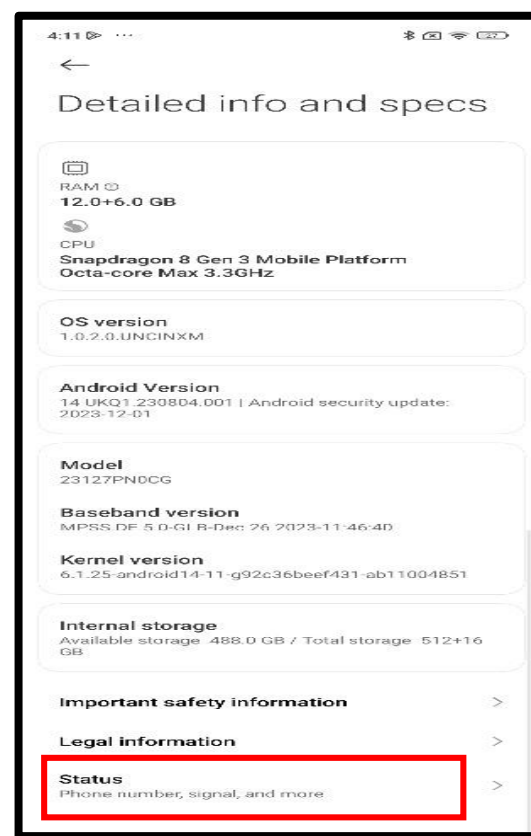 4:11 ...
27
Detailed info and specs
RAM
12.0+6.0 GB
CPU
Snapdragon 8 Gen 3 Mobile Platform
Octa-core Max 3.3GHz
OS version
1.0.2.0.UNCINXM
Android Version
14 UKQ1.230804.001 | Android security update:
2023-12-01
Model
23127PN0CG
Baseband version
MPSS.DE.5.0-GLB-Dec 26 2023-11:46:40
Kernel version
6.1.25-android14-11-g92c36beef431-ab11004851
Internal storage
Available storage 488.0 GB / Total storage 512+16
GB
Important safety information
Legal information
Status
Phone number, signal, and more